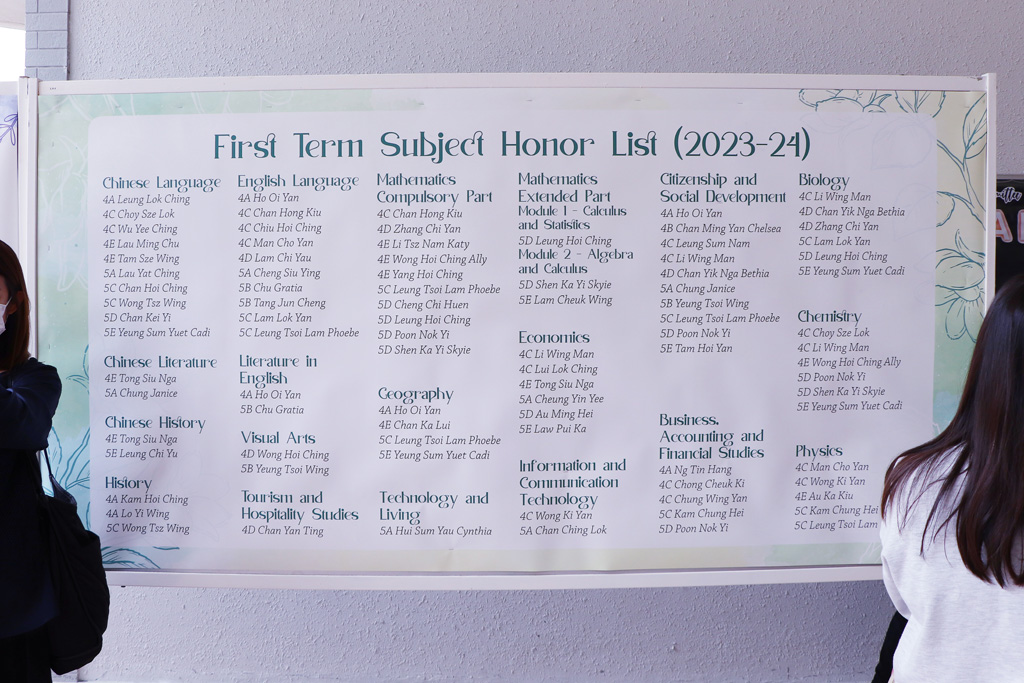 First Term Subject Honor List (2023-24)
Chinese Language
4A Leung Lok Ching
4C Choy Sze Lok
4C Wu Yee Ching
4E Lau Ming Chu
4E Tam Sze Wing
5A Lau Yat Ching
5C Chan Hoi Ching
5C Wong Tsz Wing
5D Chan Kei Yi
5E Yeung Sum Yuet Cadi
Chinese Literature
4E Tong Siu Nga
5A Chung Janice
Chinese History
4E Tong Siu Nga
5E Leung Chi Yu
History
4A Kam Hoi Ching
4A Lo Yi Wing
5C Wong Tsz Wing
English Language
4A Ho Oi Yan
4C Chan Hong Kiu
4C Chiu Hoi Ching
4C Man Cho Yan
4D Lam Chi Yau
5A Cheng Siu Ying
5B Chu Gratia
5B Tang Jun Cheng
5C Lam Lok Yan
5C Leung Tsoi Lam Phoebe
Literature in
English
4A Ho Oi Yan
5B Chu Gratia
Visual Arts
4D Wong Hoi Ching
5B Yeung Tsoi Wing
Tourism and
Hospitality Studies
4D Chan Yan Ting
Mathematics
Compulsory Part
4C Chan Hong Kiu
4D Zhang Chi Yan
4E Li Tsz Nam Katy
4E Wong Hoi Ching Ally
4E Yang Hoi Ching
5C Leung Tsoi Lam Phoebe
5D Cheng Chi Huen
5D Leung Hoi Ching
5D Poon Nok Yi
5D Shen Ka Yi Skyie
Geography
4A Ho Oi Yan
4E Chan Ka Lui
5C Leung Tsoi Lam Phoebe
5E Yeung Sum Yuet Cadi
Technology and
Living
5A Hui Sum Yau Cynthia
Mathematics
Extended Part
Module 1 - Calculus
and Statistics
5D Leung Hoi Ching
Module 2 - Algebra
and Calculus
5D Shen Ka Yi Skyie
5E Lam Cheuk Wing
Economics
4C Li Wing Man
4C Lui Lok Ching
4E Tong Siu Nga
5A Cheung Yin Yee
5D Au Ming Hei
5E Law Pui Ka
Information and
Communication
Technology
4C Wong Ki Yan
5A Chan Ching Lok
Citizenship and
Social Development
4A Ho Oi Yan
4B Chan Ming Yan Chelsea
4C Leung Sum Nam
4C Li Wing Man
4D Chan Yik Nga Bethia
5A Chung Janice
5B Yeung Tsoi Wing
5C Leung Tsoi Lam Phoebe
5D Poon Nok Yi
5E Tam Hoi Yan
Business,
Accounting and
Financial Studies
4A Ng Tin Hang
4C Chong Cheuk Ki
4C Chung Wing Yan
5C Kam Chung Hei
5D Poon Nok Yi
Biology
4C Li Wing Man
4D Chan Yik Nga Bethia
4D Zhang Chi Yan
5C Lam Lok Yan
5D Leung Hoi Ching
5E Yeung Sum Yuet Cadi
Chemistry
4C Choy Sze Lok
4C Li Wing Man
4E Wong Hoi Ching Ally
5D Poon Nok Yi
5D Shen Ka Yi Skyie
5E Yeung Sum Yuet Cadi
Physics
4C Man Cho Yan
4C Wong Ki Yan
4E Au Ka Kiu
5C Kam Chung Hei
5C Leung Tsoi Lam